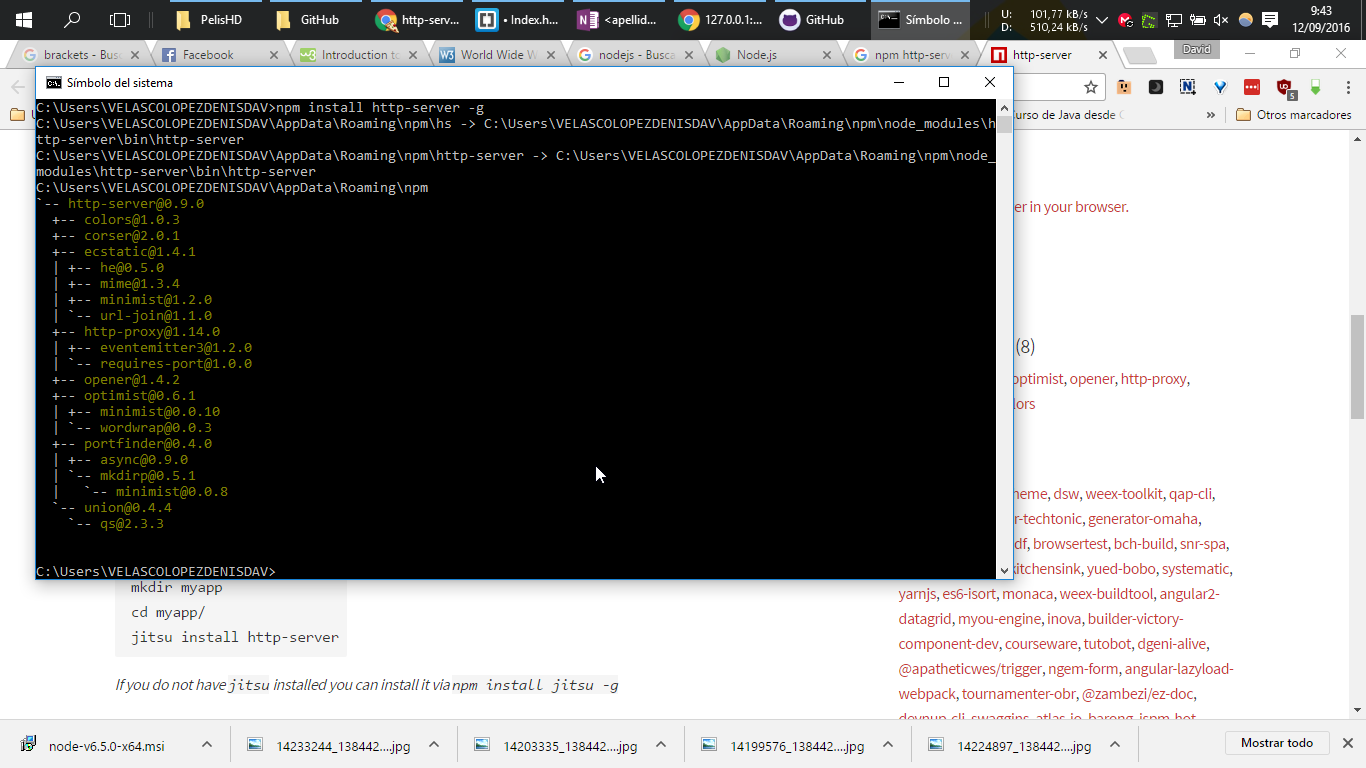 PelisHD
GitHub
http-serv...
• Index.h...
<apellid...
127.0.0.1:...
GitHub
Símbolo ...
U: 101,77 kB/s
D: 510,24 kB/s
9:43
12/09/2016
brackets - Bus
Facebook
Introduction to
World Wide W
nodejs - Busca
Node.js
npm http-serv
http-server
David
Símbolo del sistema
Otros marcadores
urso de Java desde
C:\Users\VELASCOLOPEZDENISDAV>npm install http-server -g
C:\Users\VELASCOLOPEZDENISDAV\AppData\Roaming\npm\hs -> C:\Users\VELASCOLOPEZDENISDAV\AppData\Roaming\npm\node_modules\h
ttp-server\bin\http-server
C:\Users\VELASCOLOPEZDENISDAV\AppData\Roaming\npm\http-server -> C:\Users\VELASCOLOPEZDENISDAV\AppData\Roaming\npm\node_
modules\http-server\bin\http-server
C:\Users\VELASCOLOPEZDENISDAV\AppData\Roaming\npm
`-- http-server@0.9.0
  +-- colors@1.0.3
  +-- corser@2.0.1
  +-- ecstatic@1.4.1
  | +-- he@0.5.0
  | +-- mime@1.3.4
  | +-- minimist@1.2.0
  | `-- url-join@1.1.0
  +-- http-proxy@1.14.0
  | +-- eventemitter3@1.2.0
  | `-- requires-port@1.0.0
  +-- opener@1.4.2
  +-- optimist@0.6.1
  | +-- minimist@0.0.10
  | `-- wordwrap@0.0.3
  +-- portfinder@0.4.0
  | +-- async@0.9.0
  | `-- mkdirp@0.5.1
  |   `-- minimist@0.0.8
  `-- union@0.4.4
    `-- qs@2.3.3
C:\Users\VELASCOLOPEZDENISDAV>
mkdir myapp
cd myapp/
jitsu install http-server
If you do not have jitsu installed you can install it via npm install jitsu -g
er in your browser.
(8)
optimist, opener, http-proxy,
lors
heme, dsw, weex-toolkit, qap-cli,
r-techtonic, generator-omaha,
df, browsertest, bch-build, snr-spa,
kitchensink, yued-bobo, systematic,
yarnjs, es6-isort, monaca, weex-buildtool, angular2-
datagrid, myou-engine, inova, builder-victory-
component-dev, courseware, tutobot, dgeni-alive,
@apatheticwes/trigger, ngem-form, angular-lazyload-
webpack, tournamenter-obr, @zambezi/ez-doc,
devnup-cli, swaggins, atlas-io, barong, jspm-hot
node-v6.5.0-x64.msi
14233244_138442....jpg
14203335_138442....jpg
14199576_138442....jpg
14224897_138442....jpg
Mostrar todo